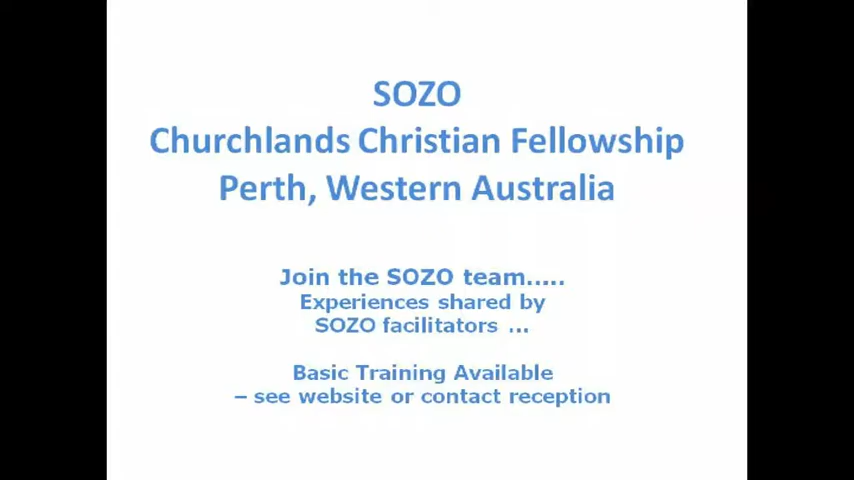 SOZO
Churchlands Christian Fellowship
Perth, Western Australia
Join the SOZO team.....
Experiences shared by
SOZO facilitators ...
Basic Training Available
– see website or contact reception